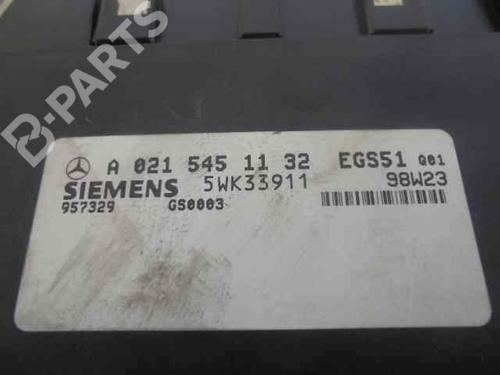 B-Parts
A 021 545 11 32 EGS51 Q01
SIEMENS 5WK33911 98W23
957329 GS0003